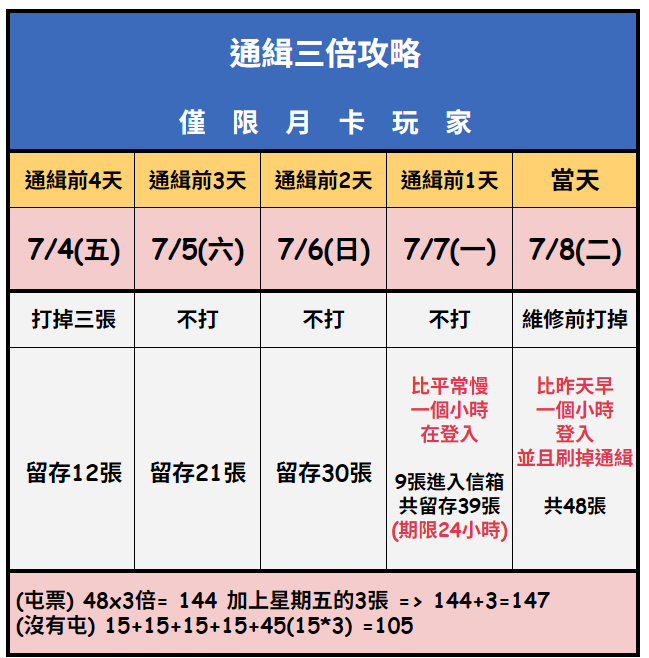 通緝三倍攻略
僅限月卡玩家
通緝前4天 通緝前3天 通緝前2天 通緝前1天 當天
7/4(五) 7/5(六) 7/6(日) 7/7(一) 7/8(二)
打掉三張 不打 不打 不打 維修前打掉
留存12張
留存21張
留存30張
比平常慢
一個小時
在登入
9張進入信箱
共留存39張
(期限24小時)
比昨天早
一個小時
登入
並且刷掉通緝
共48張
(屯票) 48x3倍= 144 加上星期五的3張 => 144+3=147
(沒有屯) 15+15+15+15+45(15*3) =105